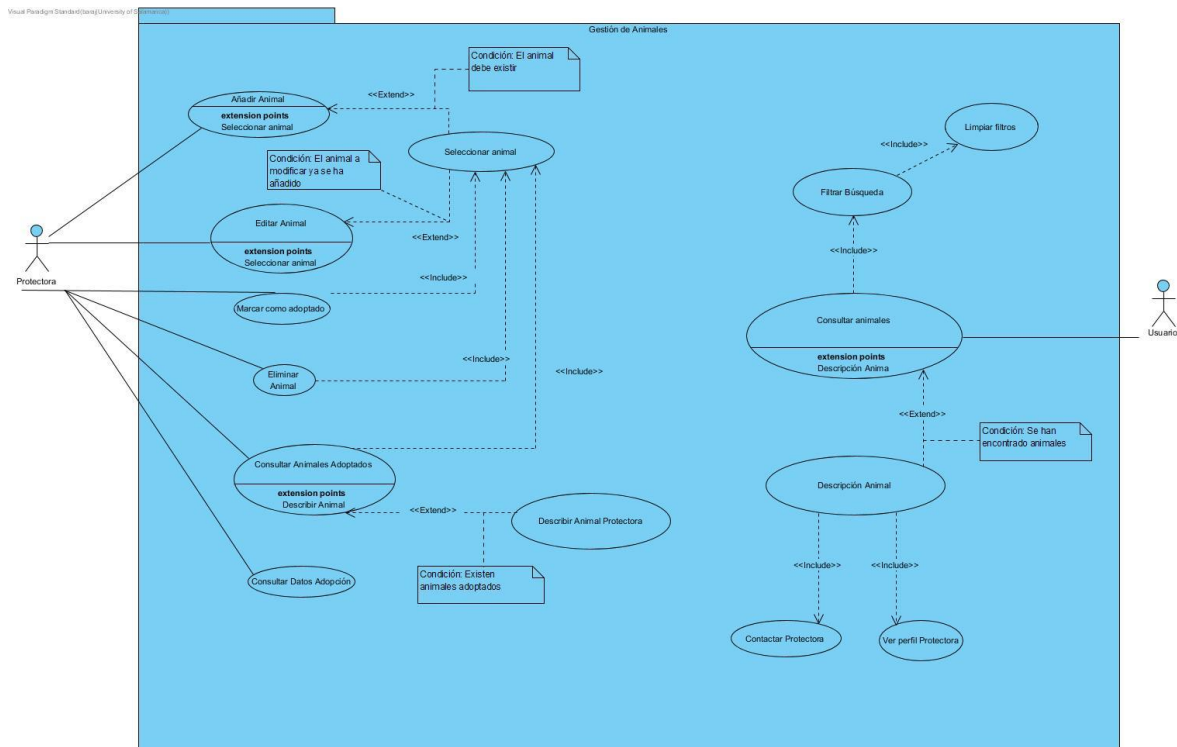 Gestión de Animales
Condición: El animal
debe existir
<<Extend>>
Añadir Animal
extension points
Seleccionar animal
Seleccionar animal
Condición: El animal a
modificar ya se ha
añadido
Editar Animal
extension points
Seleccionar animal
<<Extend>>
Protectora
<<Include>>
Marcar como adoptado
<<Include>>
Eliminar
Animal
<<Include>>
Consultar Animales Adoptados
extension points
Describir Animal
<<Extend>>
Describir Animal Protectora
Condición: Existen
animales adoptados
Consultar Datos Adopción
Limpiar filtros
<<Include>>
Filtrar Búsqueda
<<Include>>
Consultar animales
extension points
Descripción Anima
Usuario
<<Extend>>
Condición: Se han
encontrado animales
Descripción Animal
<<Include>>
<<Include>>
Contactar Protectora
Ver perfil Protectora